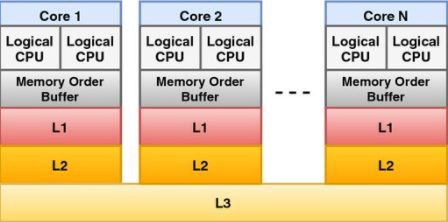 Core 1
Logical CPU
Logical CPU
Memory Order
Buffer
L1
L2
Core 2
Logical CPU
Logical CPU
Memory Order
Buffer
L1
L2
Core N
Logical CPU
Logical CPU
Memory Order
Buffer
L1
L2
L3